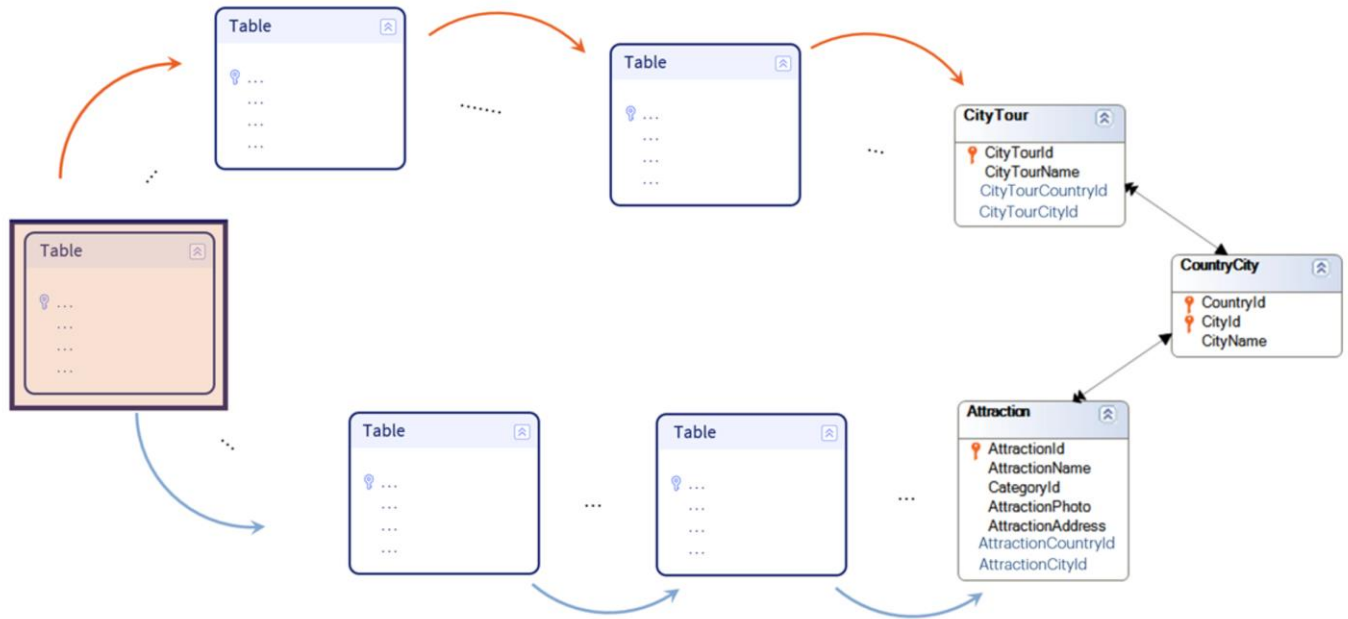 Table
...
...
...
...
.......
Table
...
...
...
...
...
CityTour
CityTourId
CityTourName
CityTourCountryId
CityTourCityId
...
Table
...
...
...
...
CountryCity
CountryId
CityId
CityName
...
Table
...
...
...
...
...
Table
...
...
...
...
...
Attraction
AttractionId
AttractionName
CategoryId
AttractionPhoto
AttractionAddress
AttractionCountryId
AttractionCityId